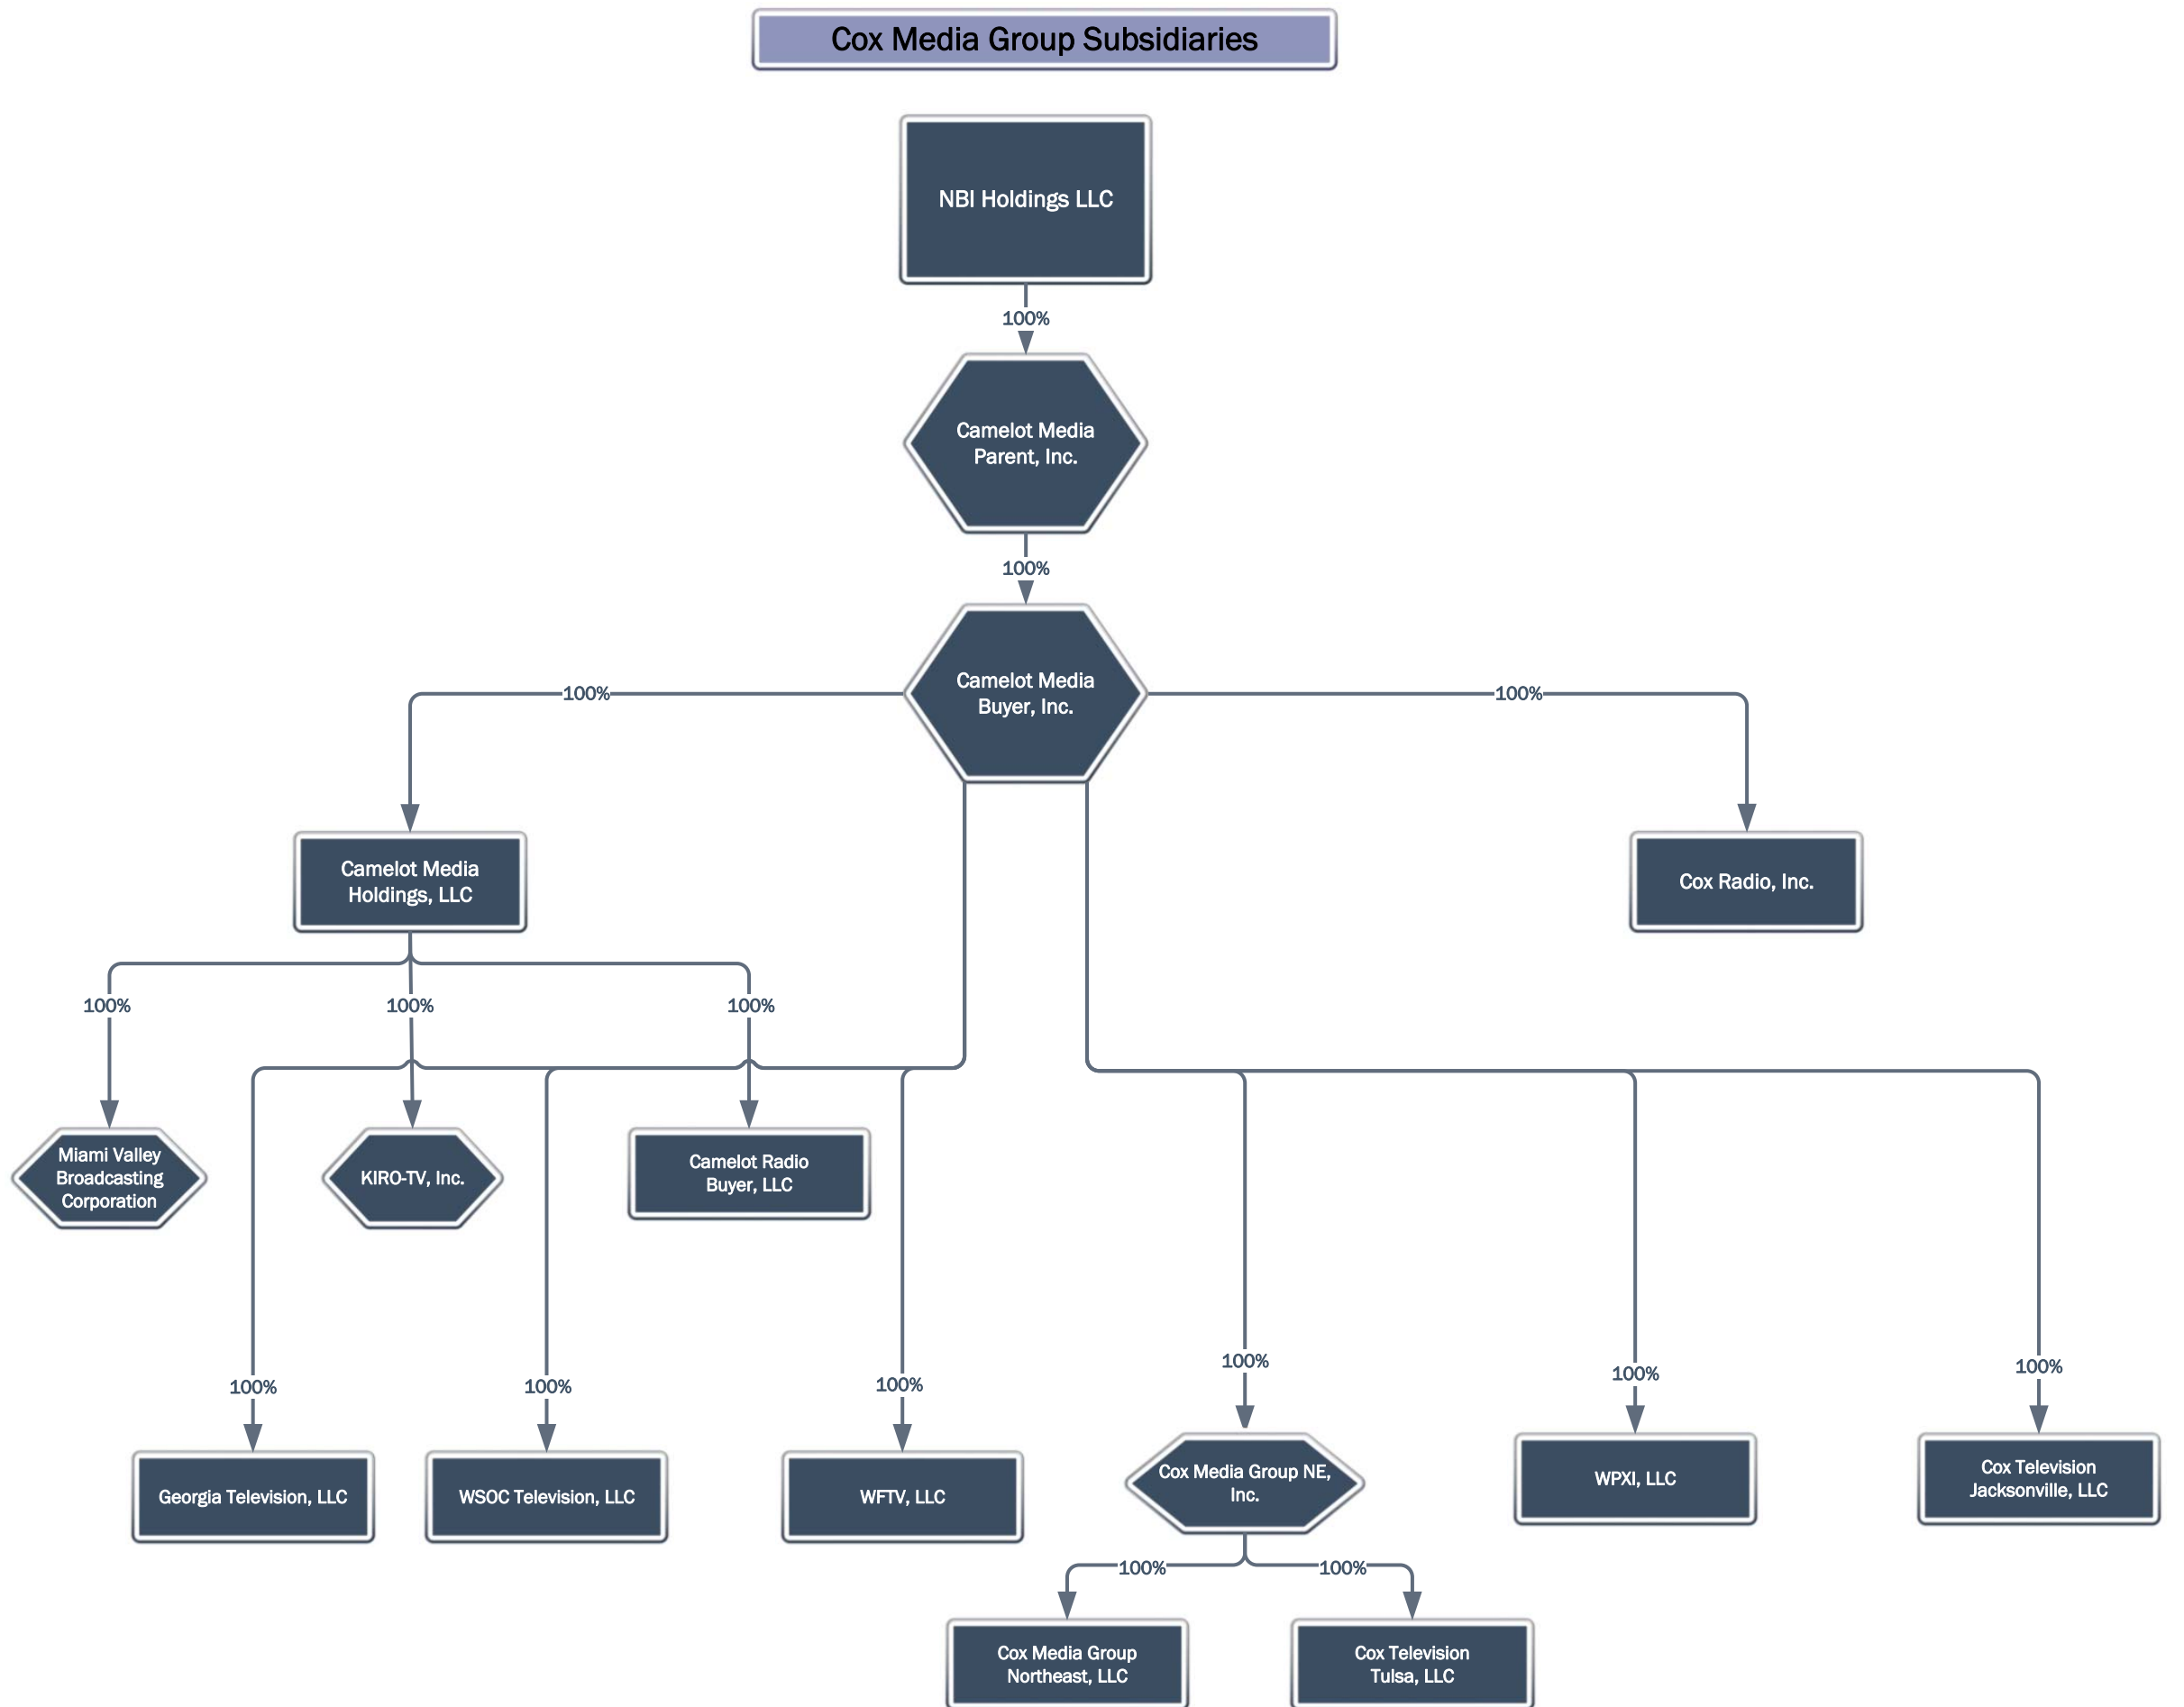 Cox Media Group Subsidiaries
NBI Holdings LLC
100%
Camelot Media
Parent, Inc.
100%
Camelot Media
Buyer, Inc.
100%
100%
Camelot Media
Holdings, LLC
Cox Radio, Inc.
100%
100%
100%
Miami Valley
Broadcasting
Corporation
KIRO-TV, Inc.
Camelot Radio
Buyer, LLC
100%
100%
100%
100%
100%
100%
Georgia Television, LLC
WSOC Television, LLC
WFTV, LLC
Cox Media Group NE,
Inc.
WPXI, LLC
Cox Television
Jacksonville, LLC
100%
100%
Cox Media Group
Northeast, LLC
Cox Television
Tulsa, LLC